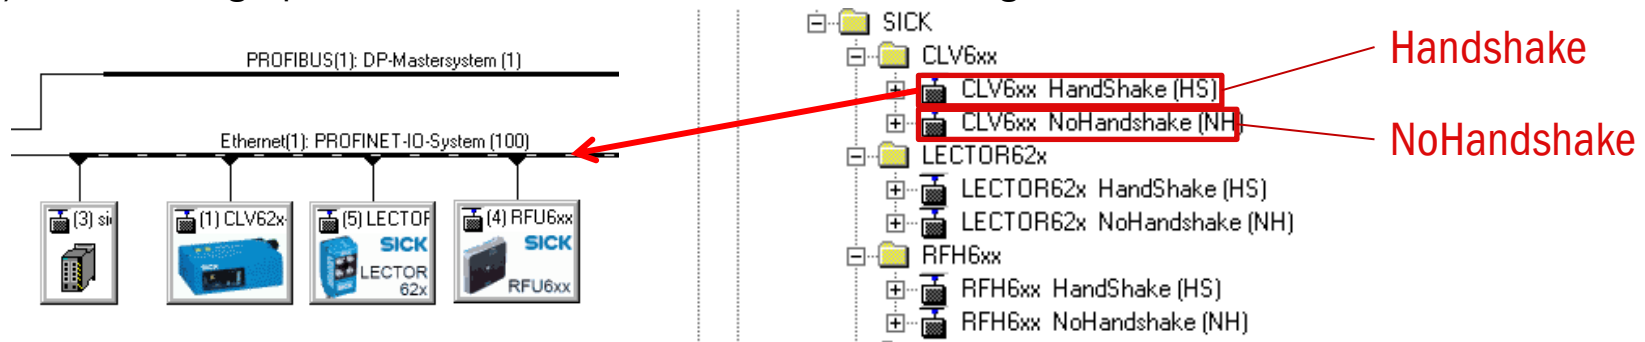 PROFIBUS(1): DP-Mastersystem (1)
Ethernet(1): PROFINET-IO-System (100)
(3) si
(1) CLV62x-
SICK
(5) LECTOR
SICK
LECTOR
62x
(4) RFU6xx
SICK
RFU6xx
SICK
CLV6xx
CLV6xx HandShake (HS)
CLV6xx NoHandshake (NH)
LECTOR62x
LECTOR62x HandShake (HS)
LECTOR62x NoHandshake (NH)
RFH6xx
RFH6xx HandShake (HS)
RFH6xx NoHandshake (NH)
Handshake
NoHandshake